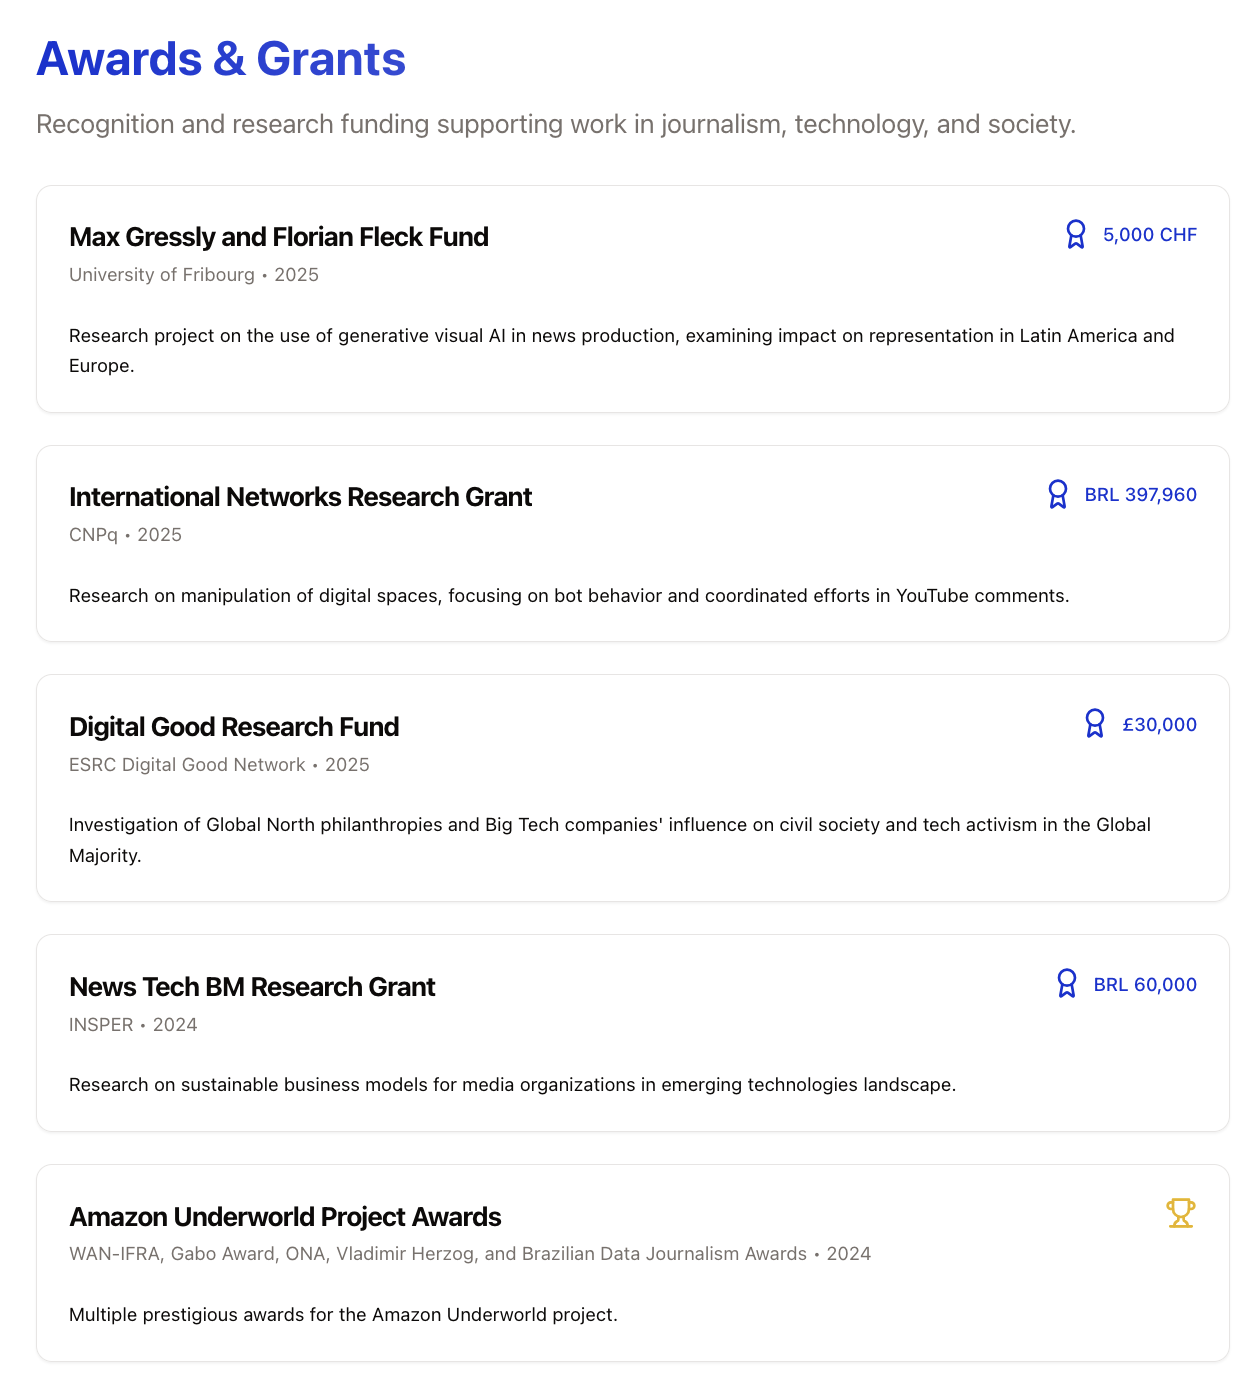 Awards & Grants
Recognition and research funding supporting work in journalism, technology, and society.
Max Gressly and Florian Fleck Fund
5,000 CHF
University of Fribourg • 2025
Research project on the use of generative visual AI in news production, examining impact on representation in Latin America and
Europe.
International Networks Research Grant
BRL 397,960
CNPq • 2025
Research on manipulation of digital spaces, focusing on bot behavior and coordinated efforts in YouTube comments.
Digital Good Research Fund
£30,000
ESRC Digital Good Network • 2025
Investigation of Global North philanthropies and Big Tech companies' influence on civil society and tech activism in the Global
Majority.
News Tech BM Research Grant
BRL 60,000
INSPER • 2024
Research on sustainable business models for media organizations in emerging technologies landscape.
Amazon Underworld Project Awards
WAN-IFRA, Gabo Award, ONA, Vladimir Herzog, and Brazilian Data Journalism Awards • 2024
Multiple prestigious awards for the Amazon Underworld project.